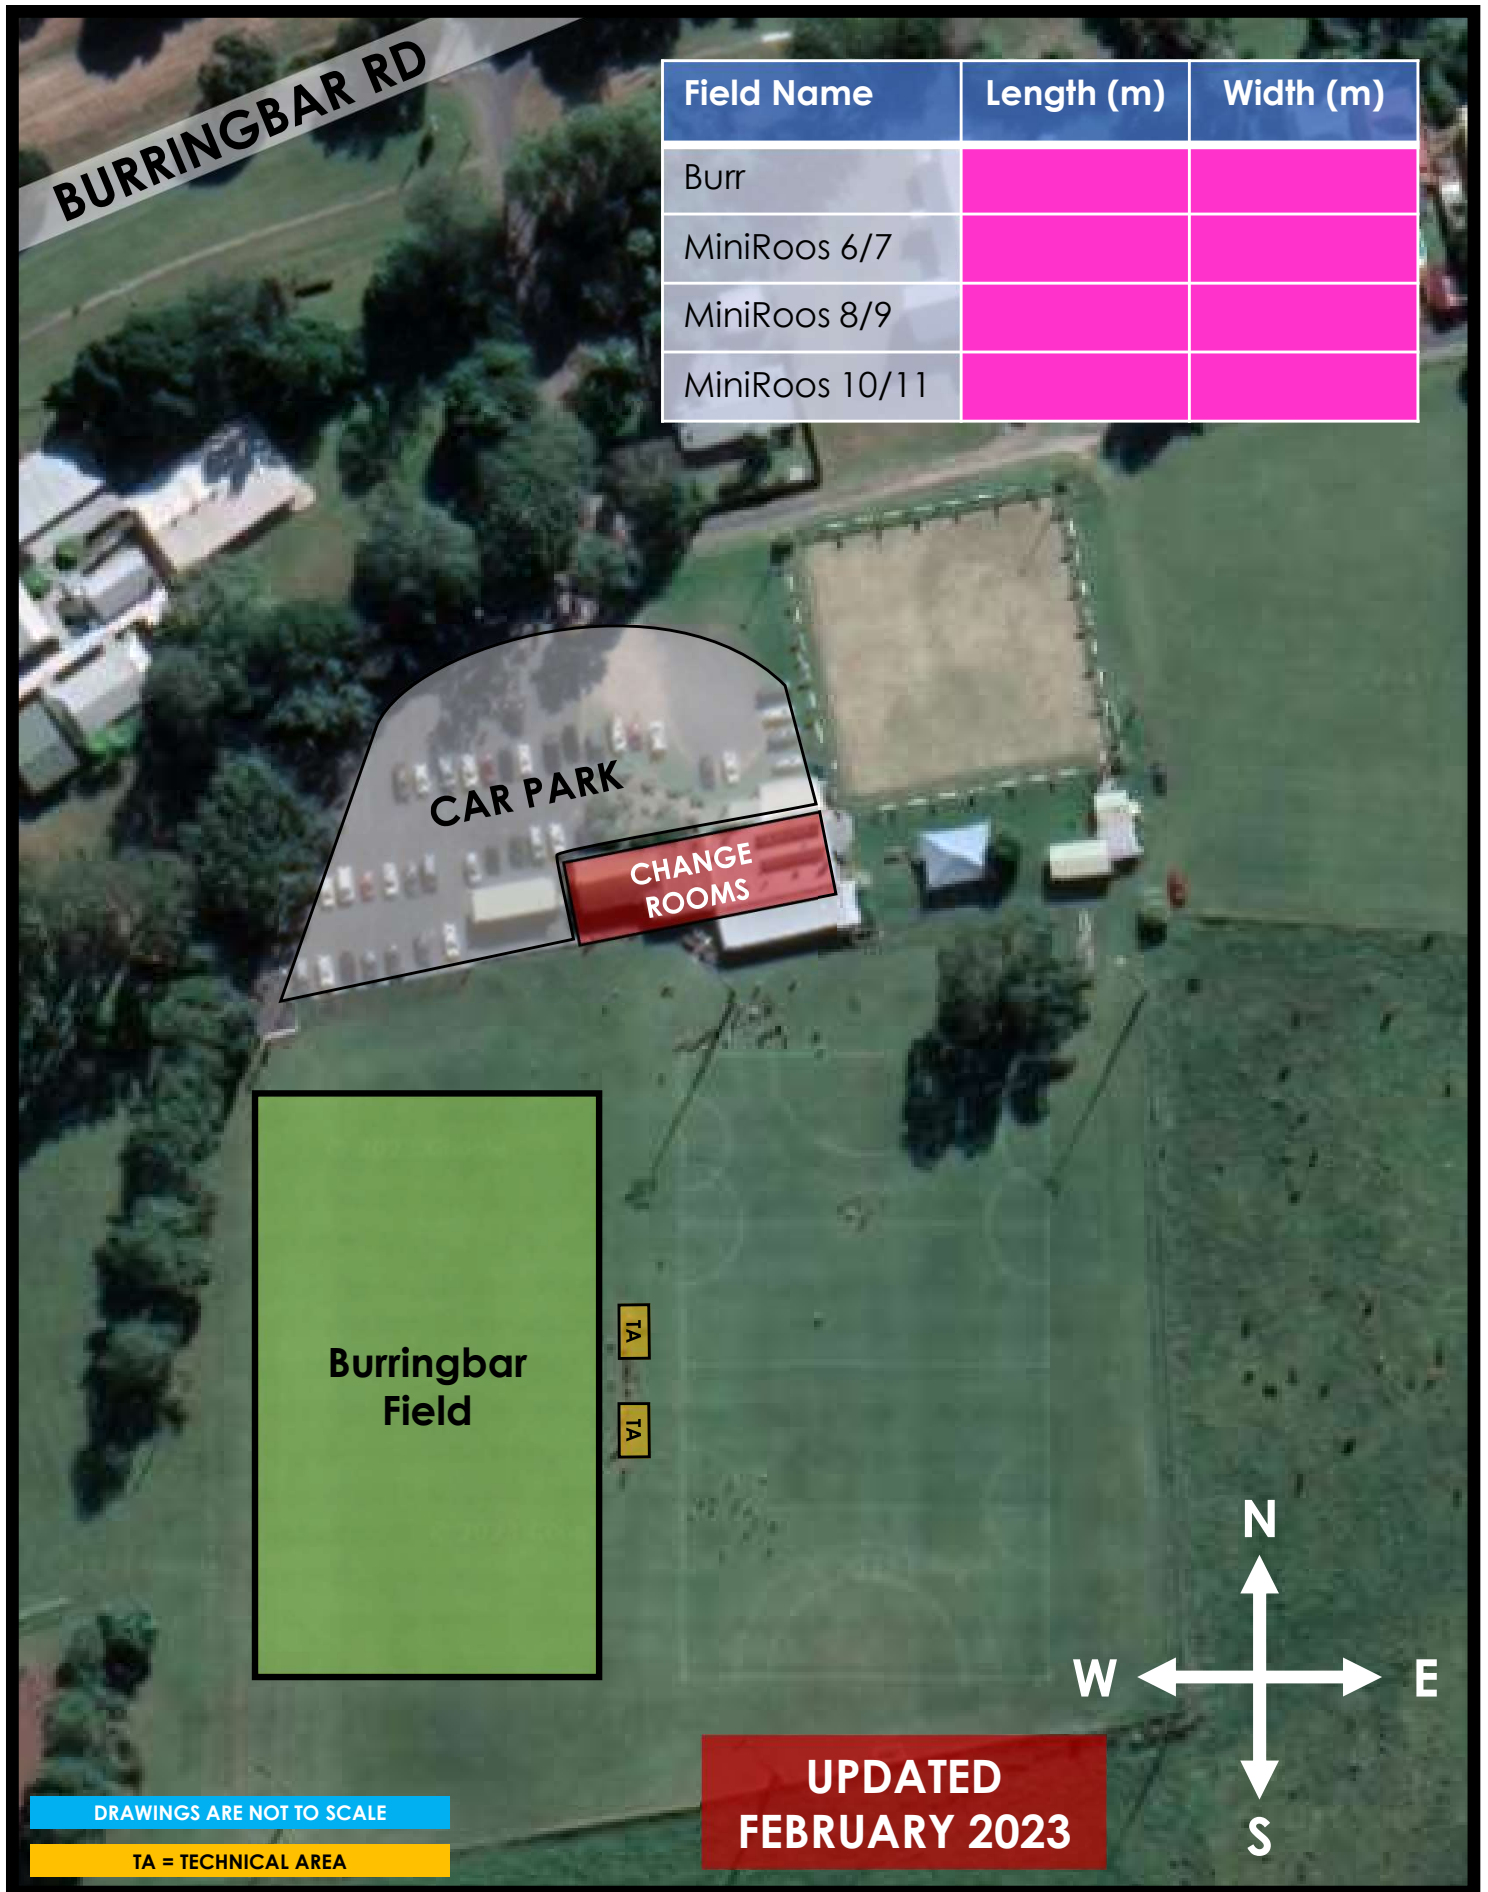 BURRINGBAR RD
Field Name Length (m) Width (m)
Burr
MiniRoos 6/7
MiniRoos 8/9
MiniRoos 10/11
CAR PARK
CHANGE
ROOMS
Burringbar
Field
TA
TA
N
W E
S
UPDATED
FEBRUARY 2023
DRAWINGS ARE NOT TO SCALE
TA = TECHNICAL AREA